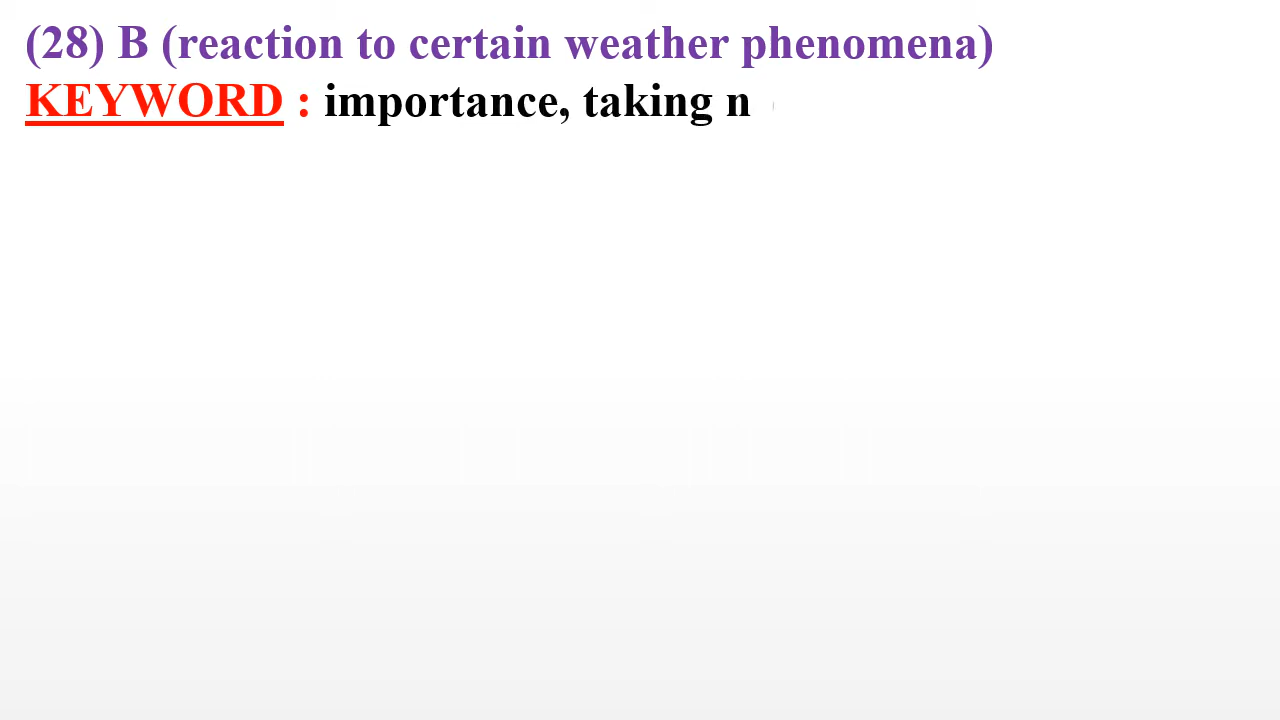 (28) B (reaction to certain weather phenomena)
KEYWORD : importance, taking n